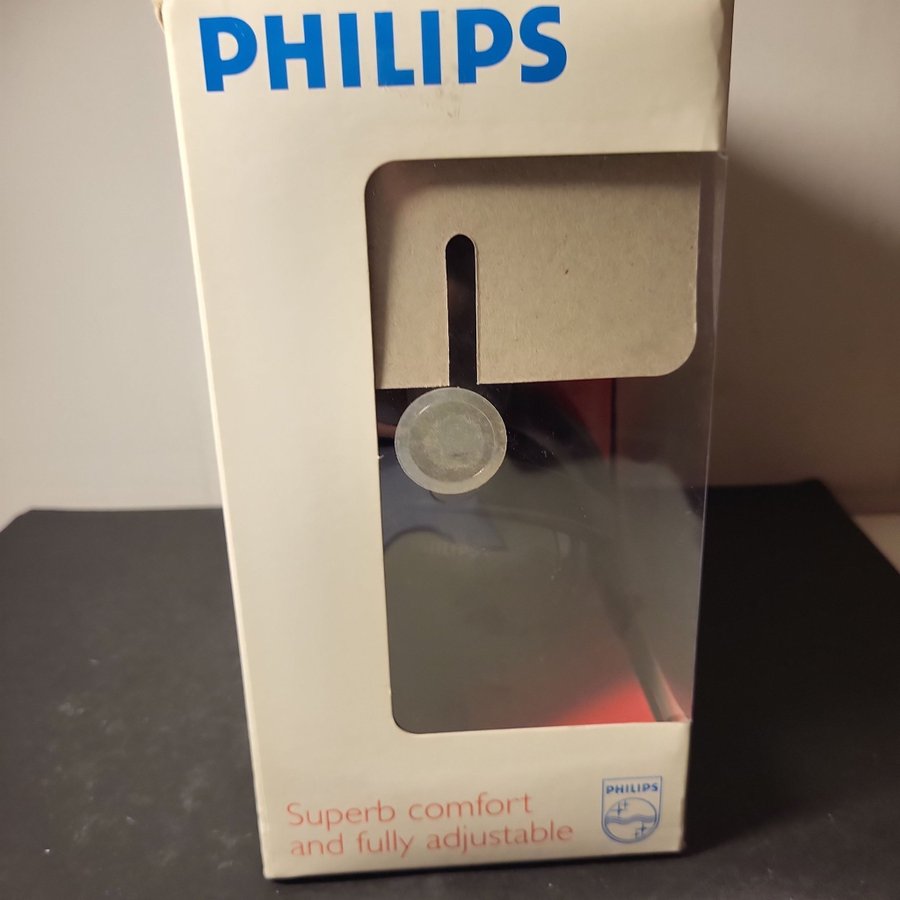 PHILIPS
Superb comfort
and fully adjustable
PHILIPS